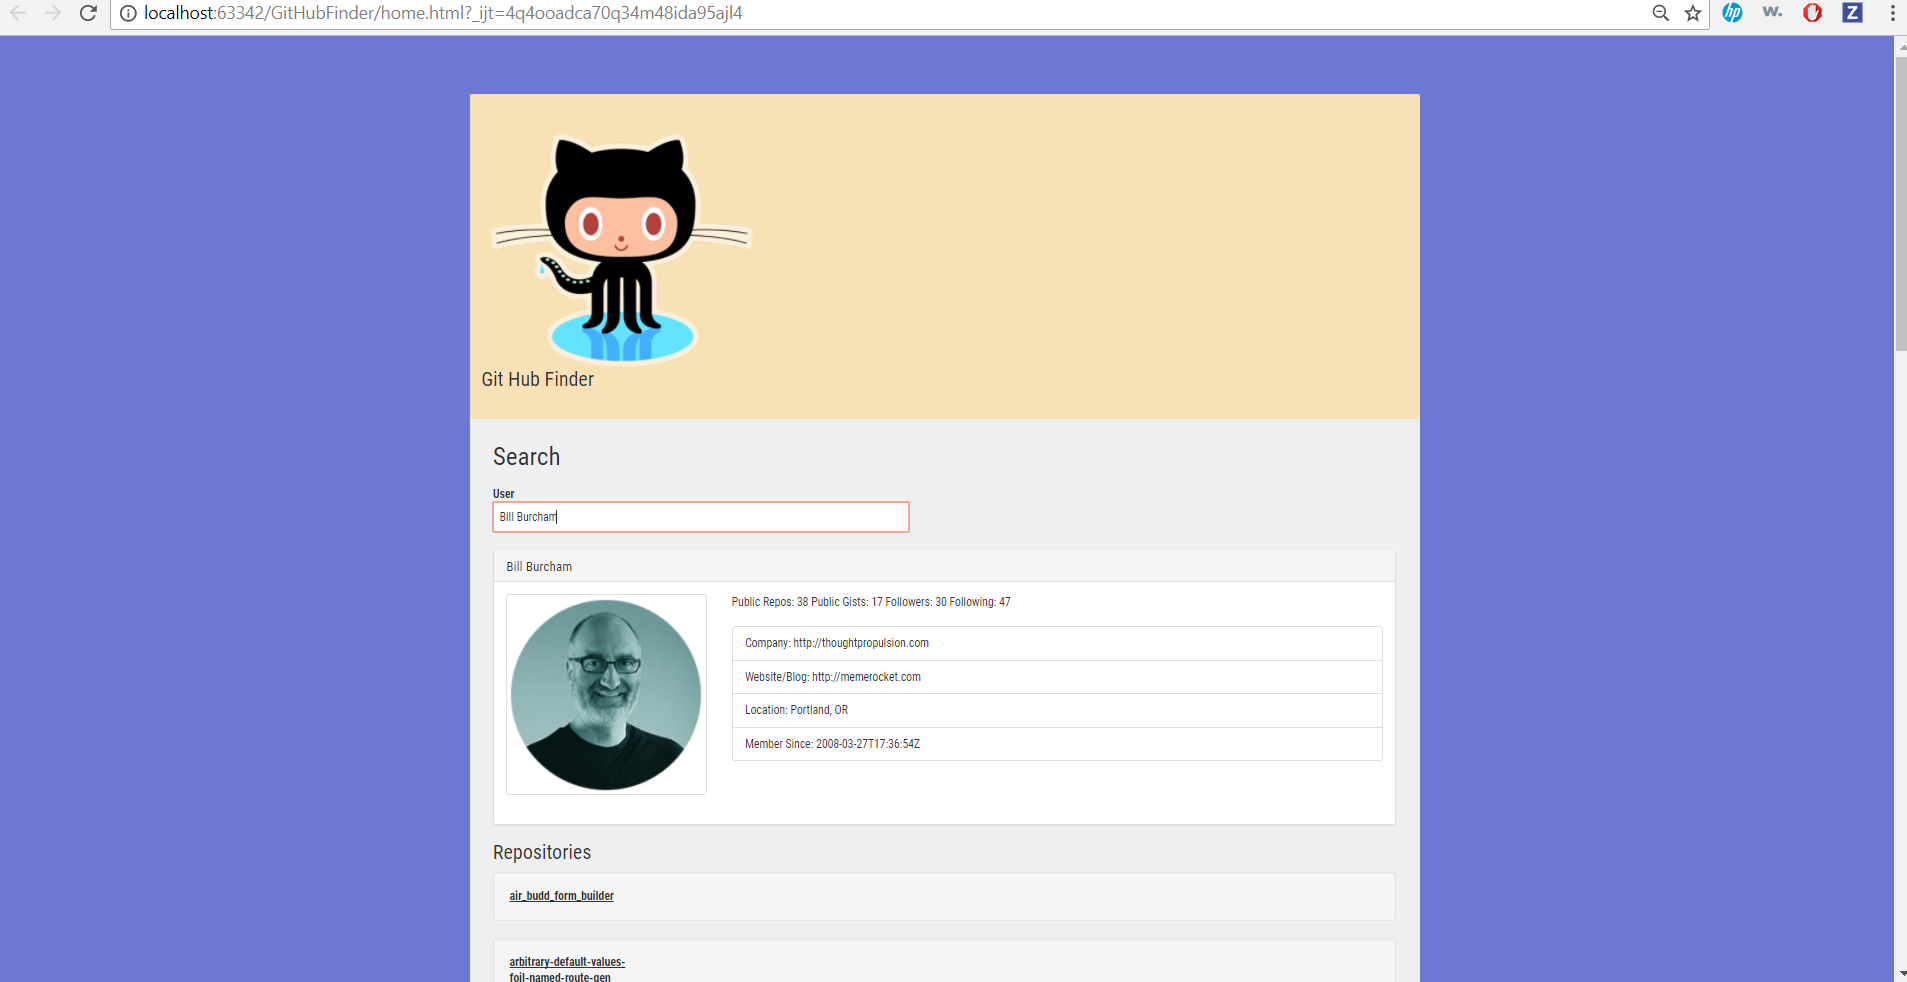 localhost:63342/GitHubFinder/home.html?_ijt=4q4ooadca70q34m48ida95ajl4
hp
w.
Z
Git Hub Finder
Search
User
Bill Burcham
Bill Burcham
Public Repos: 38 Public Gists: 17 Followers: 30 Following: 47
Company: http://thoughtpropulsion.com
Website/Blog: http://memerocket.com
Location: Portland, OR
Member Since: 2008-03-27T17:36:54Z
Repositories
air_budd_form_builder
arbitrary-default-values-
foil-named-route-gen